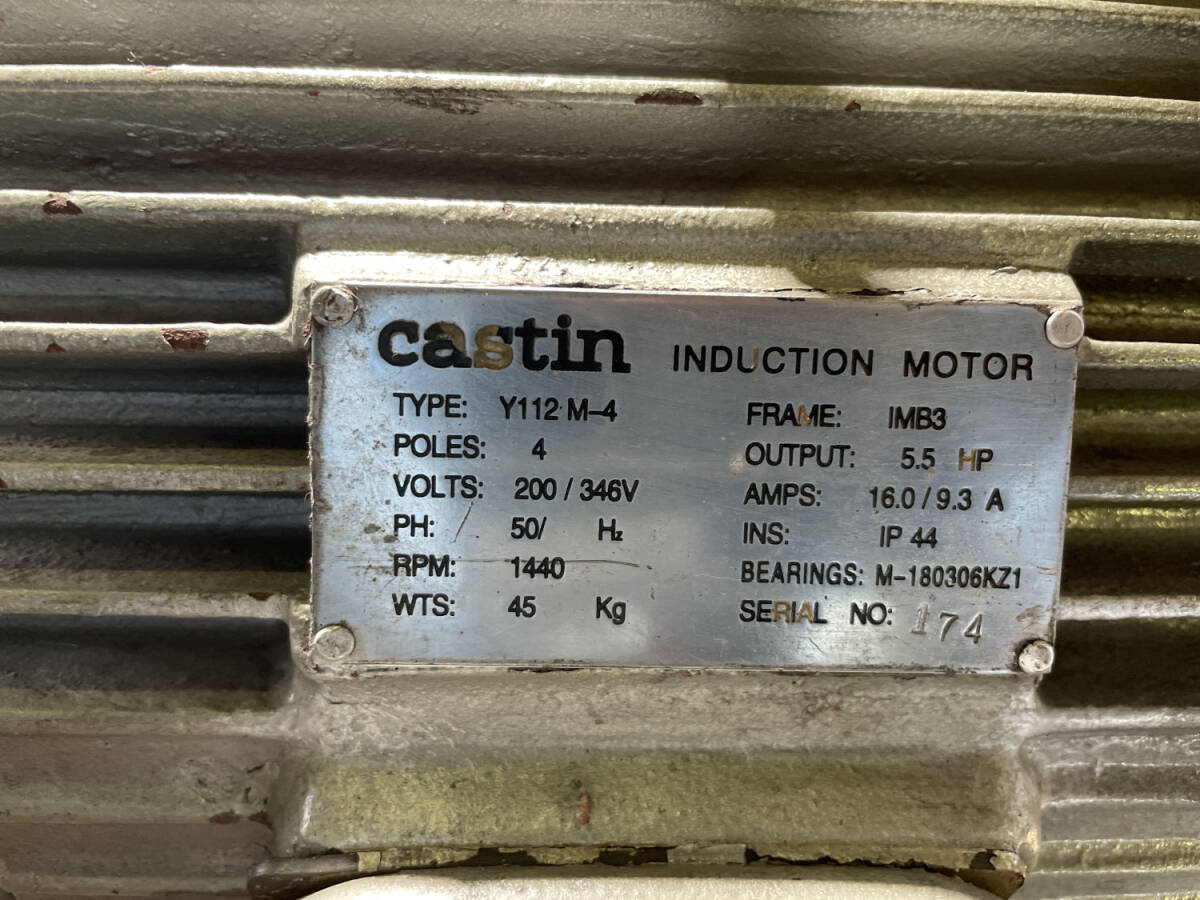 castin INDUCTION MOTOR
TYPE: Y112 M-4 FRAME: IMB3
POLES: 4 OUTPUT: 5.5 HP
VOLTS: 200 / 346V AMPS: 16.0 / 9.3 A
PH: 50/ Hz INS: IP 44
RPM: 1440 BEARINGS: M-180306KZ1
WTS: 45 Kg SERIAL NO: 174